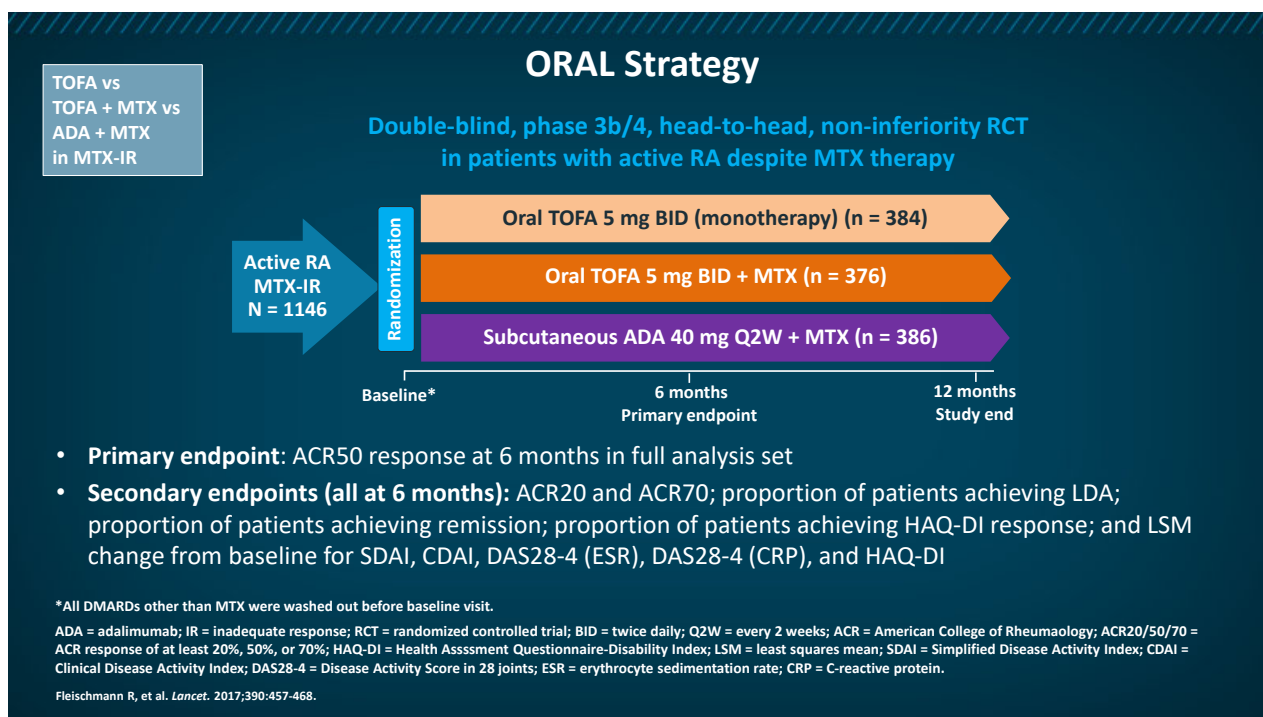 ORAL Strategy
TOFA vs
TOFA + MTX vs
ADA + MTX
in MTX-IR
Double-blind, phase 3b/4, head-to-head, non-inferiority RCT
in patients with active RA despite MTX therapy
Active RA
MTX-IR
N = 1146
Randomization
Oral TOFA 5 mg BID (monotherapy) (n = 384)
Oral TOFA 5 mg BID + MTX (n = 376)
Subcutaneous ADA 40 mg Q2W + MTX (n = 386)
Baseline*
6 months
Primary endpoint
12 months
Study end
• Primary endpoint: ACR50 response at 6 months in full analysis set
• Secondary endpoints (all at 6 months): ACR20 and ACR70; proportion of patients achieving LDA;
proportion of patients achieving remission; proportion of patients achieving HAQ-DI response; and LSM
change from baseline for SDAI, CDAI, DAS28-4 (ESR), DAS28-4 (CRP), and HAQ-DI
*All DMARDs other than MTX were washed out before baseline visit.
ADA = adalimumab; IR = inadequate response; RCT = randomized controlled trial; BID = twice daily; Q2W = every 2 weeks; ACR = American College of Rheumaology; ACR20/50/70 =
ACR response of at least 20%, 50%, or 70%; HAQ-DI = Health Asssssment Questionnaire-Disability Index; LSM = least squares mean; SDAI = Simplified Disease Activity Index; CDAI =
Clinical Disease Activity Index; DAS28-4 = Disease Activity Score in 28 joints; ESR = erythrocyte sedimentation rate; CRP = C-reactive protein.
Fleischmann R, et al. Lancet. 2017;390:457-468.